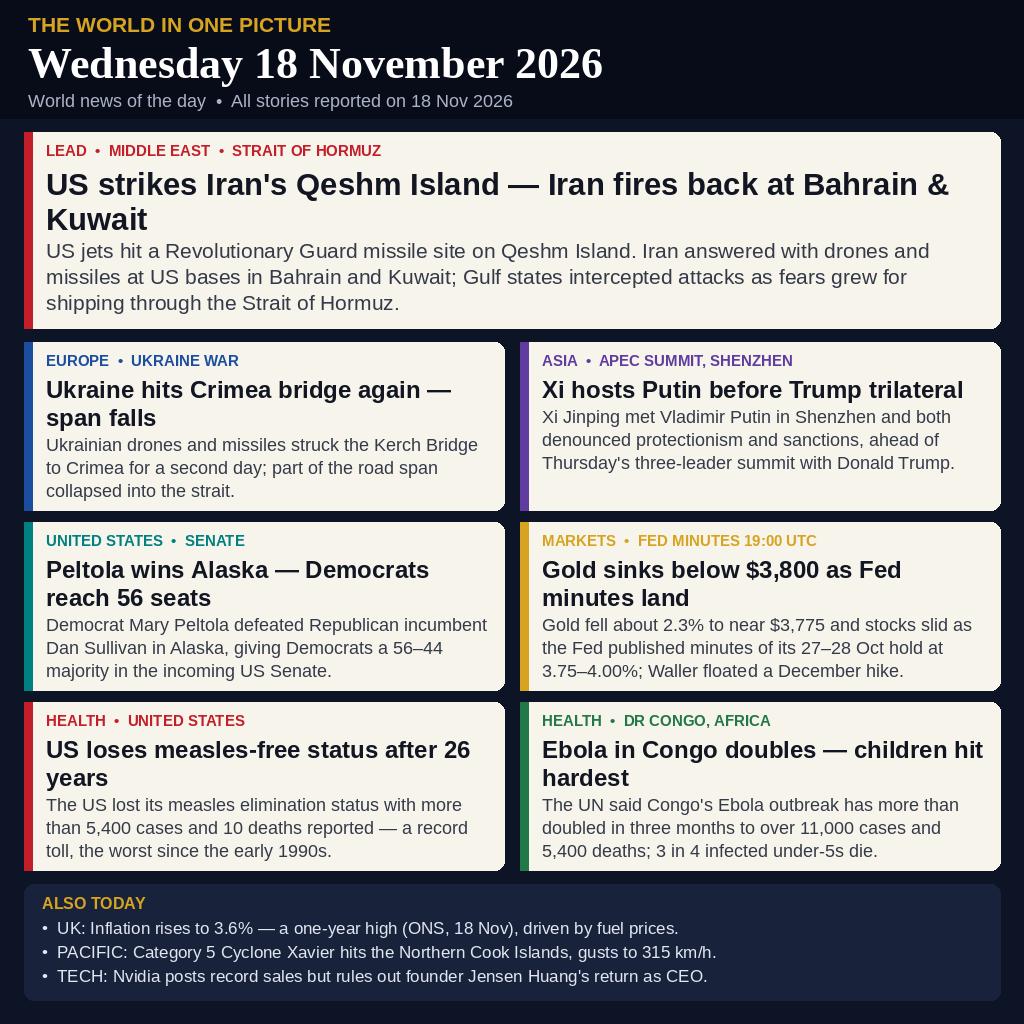 THE WORLD IN ONE PICTURE
Wednesday 18 November 2026
World news of the day • All stories reported on 18 Nov 2026
LEAD • MIDDLE EAST • STRAIT OF HORMUZ
US strikes Iran's Qeshm Island — Iran fires back at Bahrain &
Kuwait
US jets hit a Revolutionary Guard missile site on Qeshm Island. Iran answered with drones and
missiles at US bases in Bahrain and Kuwait; Gulf states intercepted attacks as fears grew for
shipping through the Strait of Hormuz.
EUROPE • UKRAINE WAR
Ukraine hits Crimea bridge again —
span falls
Ukrainian drones and missiles struck the Kerch Bridge
to Crimea for a second day; part of the road span
collapsed into the strait.
ASIA • APEC SUMMIT, SHENZHEN
Xi hosts Putin before Trump trilateral
Xi Jinping met Vladimir Putin in Shenzhen and both
denounced protectionism and sanctions, ahead of
Thursday's three-leader summit with Donald Trump.
UNITED STATES • SENATE
Peltola wins Alaska — Democrats
reach 56 seats
Democrat Mary Peltola defeated Republican incumbent
Dan Sullivan in Alaska, giving Democrats a 56–44
majority in the incoming US Senate.
MARKETS • FED MINUTES 19:00 UTC
Gold sinks below $3,800 as Fed
minutes land
Gold fell about 2.3% to near $3,775 and stocks slid as
the Fed published minutes of its 27–28 Oct hold at
3.75–4.00%; Waller floated a December hike.
HEALTH • UNITED STATES
US loses measles-free status after 26
years
The US lost its measles elimination status with more
than 5,400 cases and 10 deaths reported — a record
toll, the worst since the early 1990s.
HEALTH • DR CONGO, AFRICA
Ebola in Congo doubles — children hit
hardest
The UN said Congo's Ebola outbreak has more than
doubled in three months to over 11,000 cases and
5,400 deaths; 3 in 4 infected under-5s die.
ALSO TODAY
• UK: Inflation rises to 3.6% — a one-year high (ONS, 18 Nov), driven by fuel prices.
• PACIFIC: Category 5 Cyclone Xavier hits the Northern Cook Islands, gusts to 315 km/h.
• TECH: Nvidia posts record sales but rules out founder Jensen Huang's return as CEO.